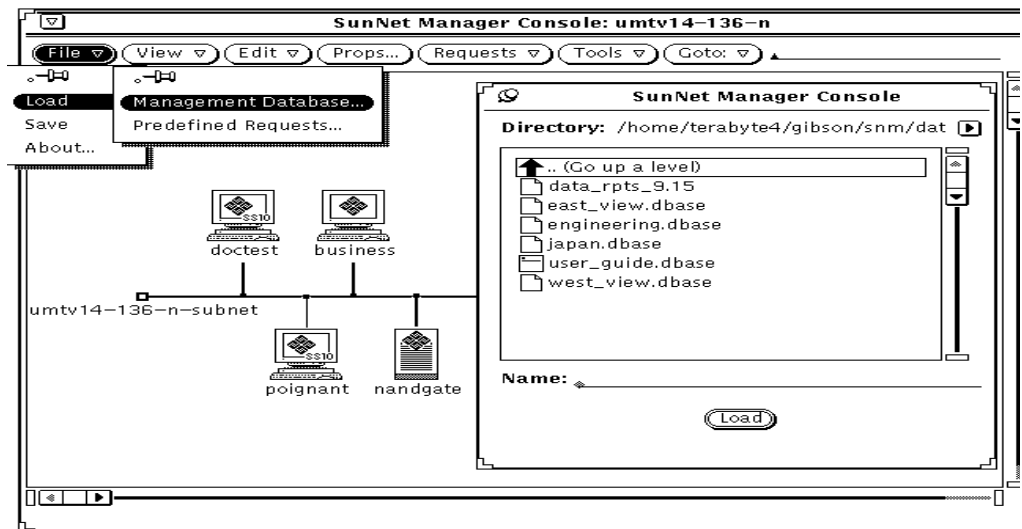 SunNet Manager Console: umtv14-136-n
File View Edit Props... Requests Tools Goto:
Load
Save
About...
Management Database...
Predefined Requests...
SunNet Manager Console
Directory: /home/terabyte4/gibson/snm/dat
.. (Go up a level)
data_rpts_9.15
east_view.dbase
engineering.dbase
japan.dbase
user_guide.dbase
west_view.dbase
Name:
Load
SS10
doctest business
umtv14-136-n-subnet
SS10
poignant nandgate